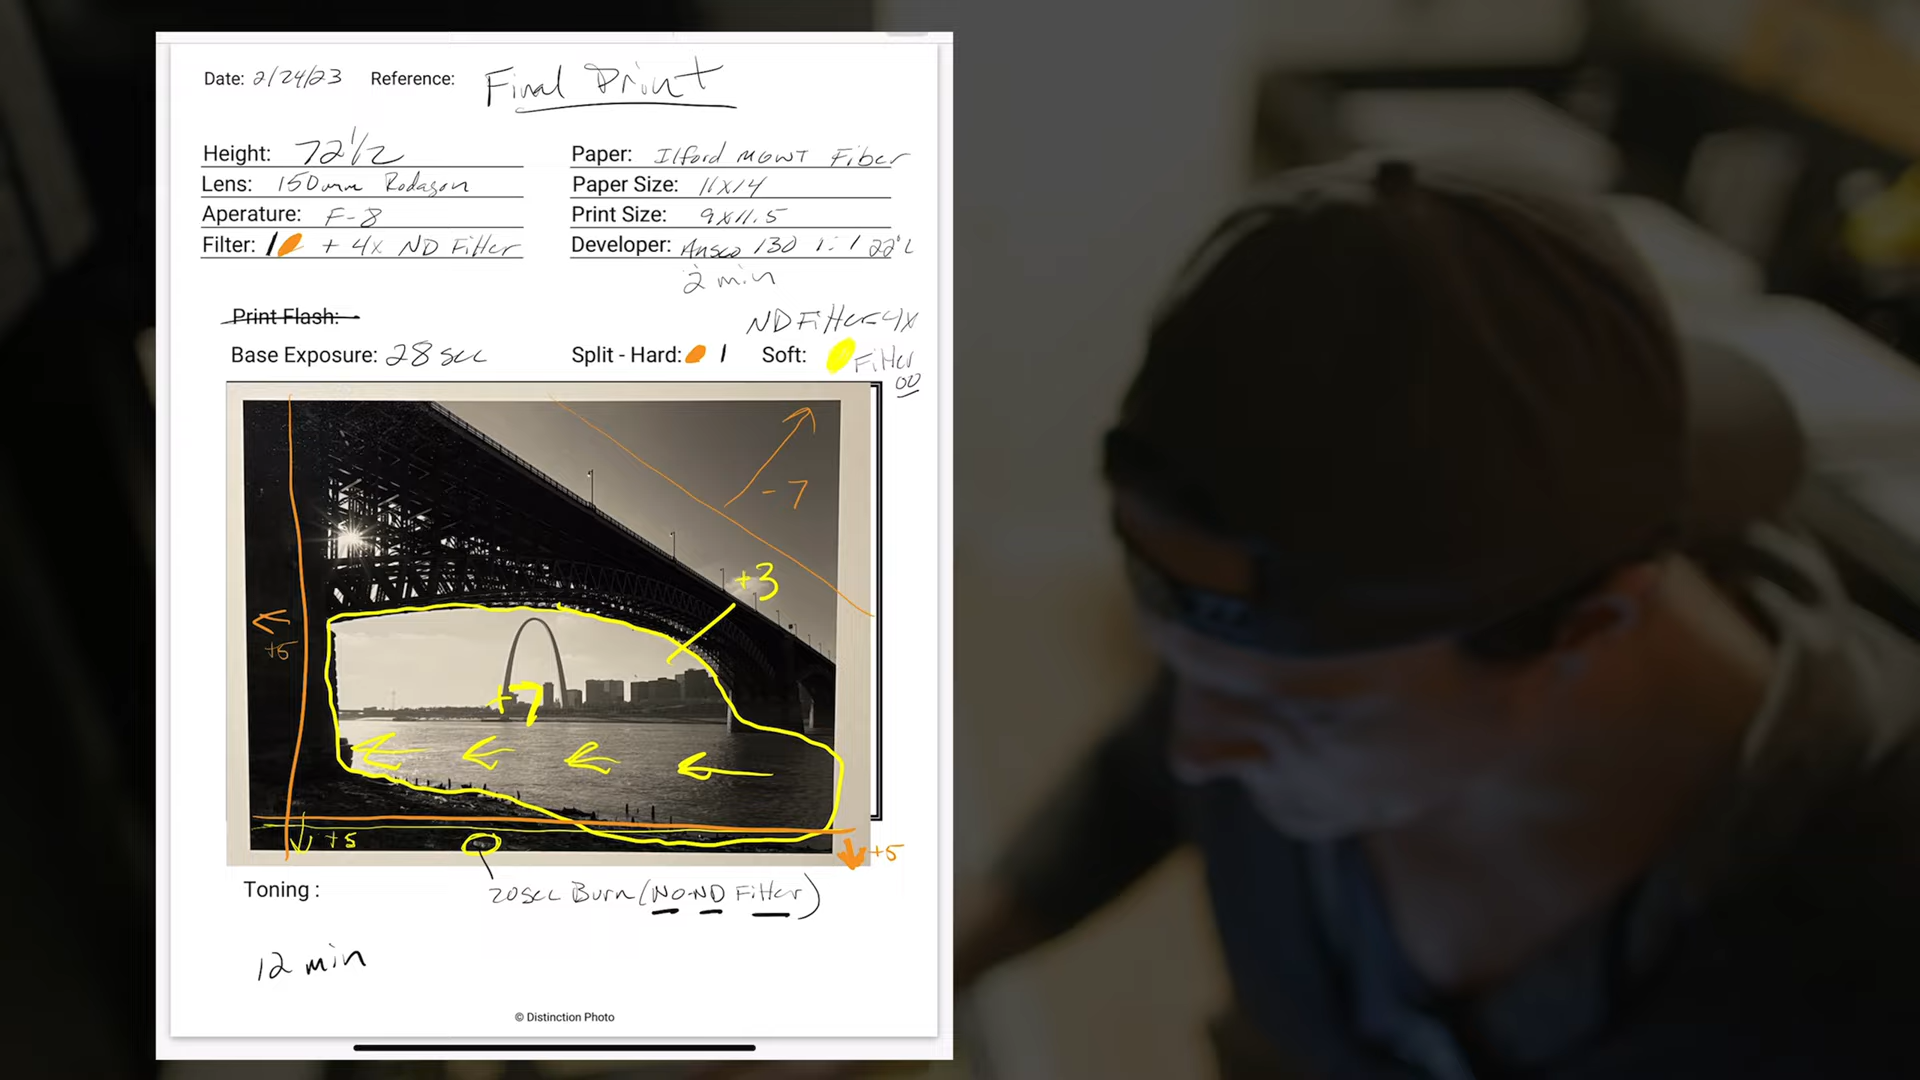 Date: 2/24/23 Reference: Final Print
Height: 72 1/2
Lens: 150mm Rodagon
Aperature: F-8
Filter: 1 + 4x ND Filter
Paper: Ilford MGWT Fiber
Paper Size: 11x14
Print Size: 9x11.5
Developer: Ansco 130 1:1 22°C
2 min
Print Flash:
ND Filter-4x
Base Exposure: 28 sec
Split - Hard: 1 Soft: Filter
00
-7
+3
+5
+7
+5
+5
Toning :
20sec Burn (NO-ND Filter)
12 min
© Distinction Photo